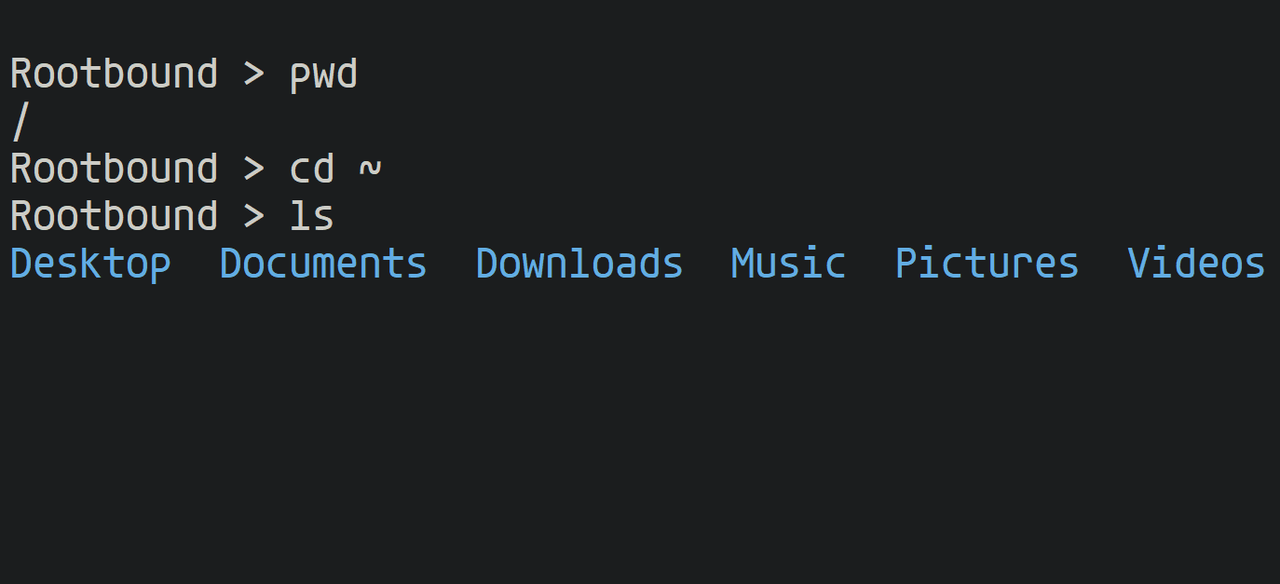 Rootbound > pwd
/
Rootbound > cd ~
Rootbound > ls
Desktop  Documents  Downloads  Music  Pictures  Videos